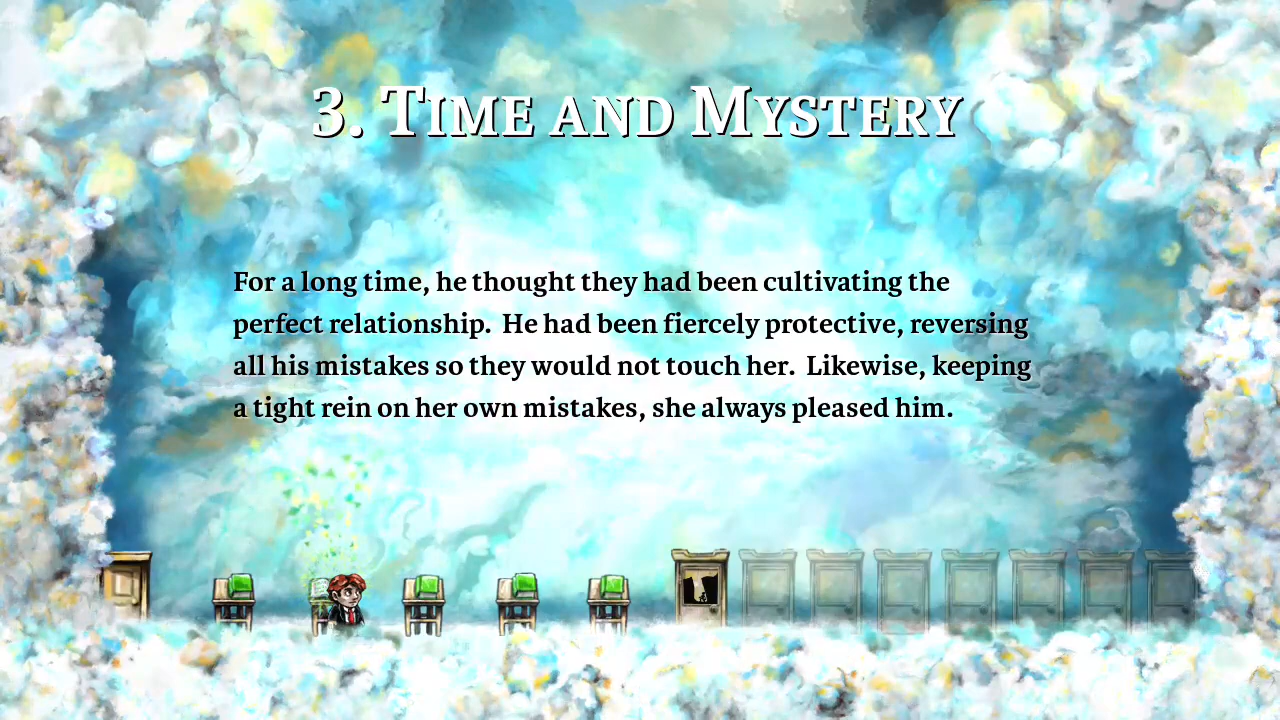 3. Time and Mystery
For a long time, he thought they had been cultivating the
perfect relationship.  He had been fiercely protective, reversing
all his mistakes so they would not touch her.  Likewise, keeping
a tight rein on her own mistakes, she always pleased him.